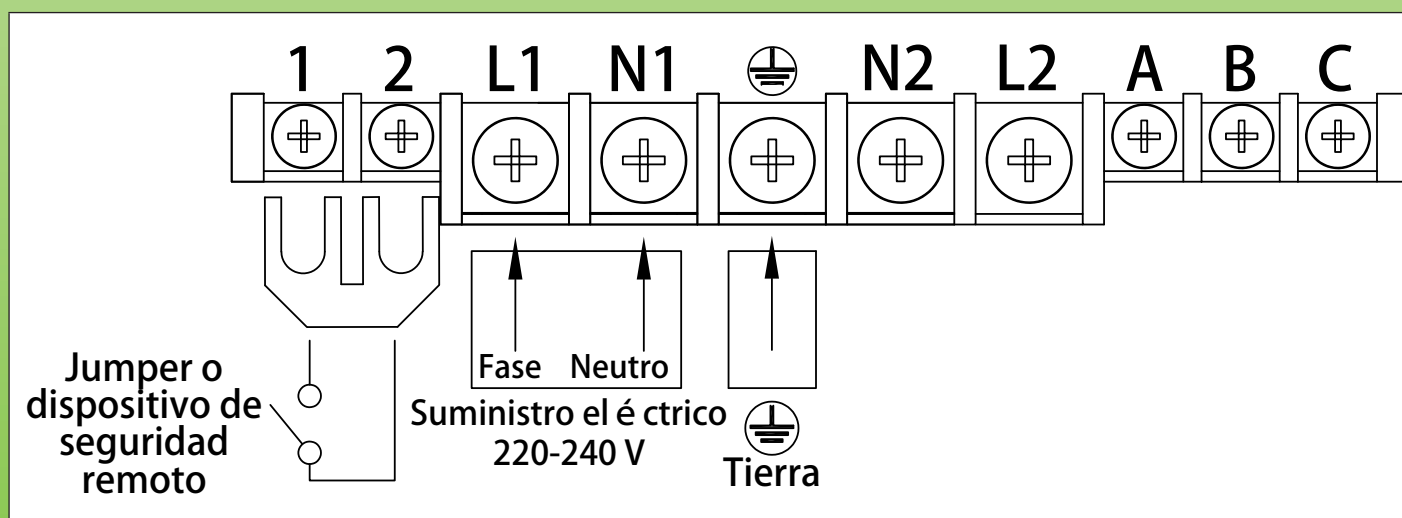 1 2 L1 N1 N2 L2 A B C
Fase Neutro
Jumper o
dispositivo de
seguridad
remoto
Suministro el é ctrico
220-240 V
Tierra